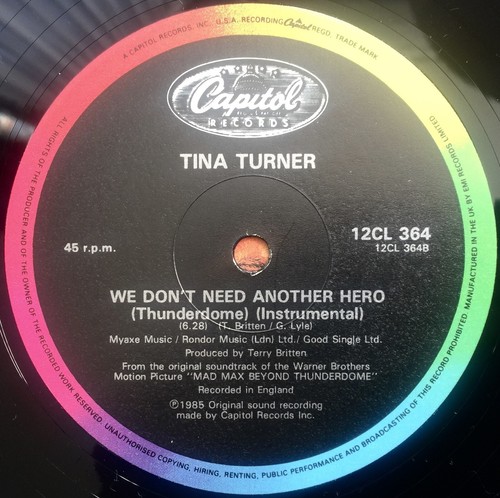 A CAPITOL RECORDS, INC. U.S.A. RECORDING Capitol REGD. TRADE MARK
Capitol
RECORDS
TINA TURNER
45 r.p.m.
12CL 364
12CL 364B
WE DON'T NEED ANOTHER HERO
(Thunderdome) (Instrumental)
(6.28) (T. Britten / G. Lyle)
Myaxe Music / Rondor Music (Ldn) Ltd./ Good Single Ltd.
Produced by Terry Britten
From the original soundtrack of the Warner Brothers
Motion Picture "MAD MAX BEYOND THUNDERDOME"
Recorded in England
℗1985 Original sound recording
made by Capitol Records Inc.
ALL RIGHTS OF THE PRODUCER AND OF THE OWNER OF THE RECORDED WORK RESERVED. UNAUTHORISED COPYING, HIRING, RENTING, PUBLIC PERFORMANCE AND BROADCASTING OF THIS RECORD PROHIBITED. MANUFACTURED IN THE UK BY EMI RECORDS LIMITED